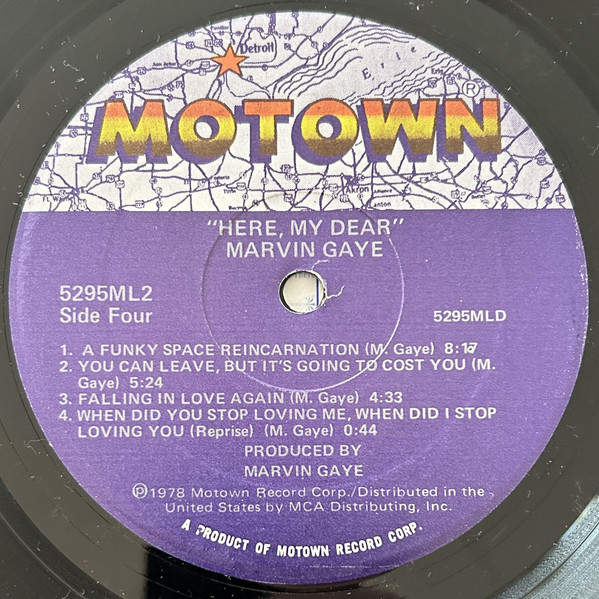 Detroit
Erie
MOTOWN®
Akron
"HERE, MY DEAR"
MARVIN GAYE
5295ML2
Side Four
5295MLD
1. A FUNKY SPACE REINCARNATION (M. Gaye) 8:17
2. YOU CAN LEAVE, BUT IT'S GOING TO COST YOU (M.
Gaye) 5:24
3. FALLING IN LOVE AGAIN (M. Gaye) 4:33
4. WHEN DID YOU STOP LOVING ME, WHEN DID I STOP
LOVING YOU (Reprise) (M. Gaye) 0:44
PRODUCED BY
MARVIN GAYE
℗1978 Motown Record Corp./Distributed in the
United States by MCA Distributing, Inc.
A PRODUCT OF MOTOWN RECORD CORP.